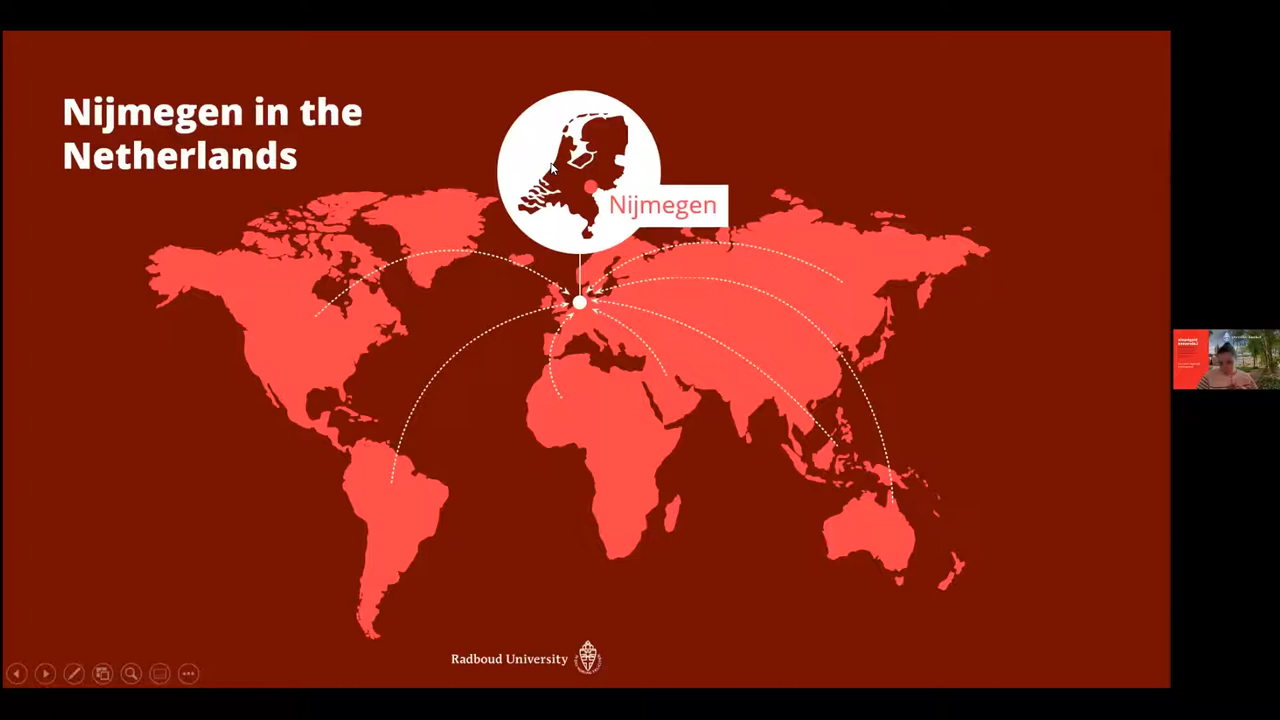 Nijmegen in the
Netherlands
Nijmegen
Radboud University